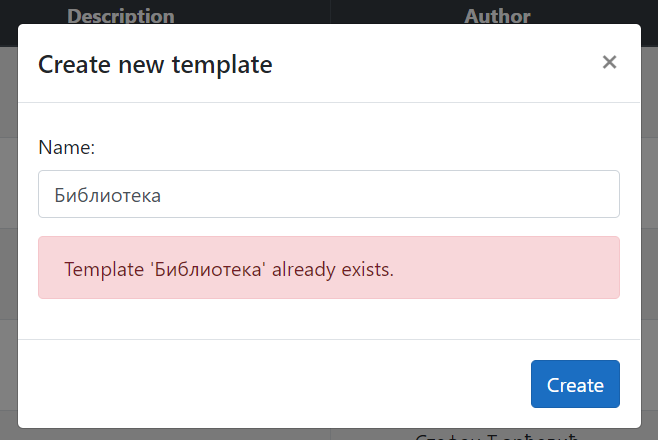 Description Author
Create new template
×
Name:
Библиотека
Template 'Библиотека' already exists.
Create